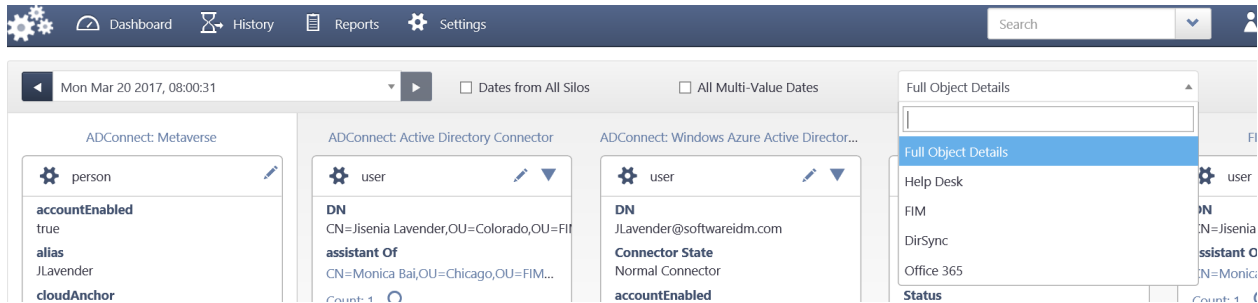 Dashboard History Reports Settings Search
Mon Mar 20 2017, 08:00:31 Dates from All Silos All Multi-Value Dates Full Object Details
Full Object Details
Help Desk
FIM
DirSync
Office 365
ADConnect: Metaverse
person
accountEnabled
true
alias
JLavender
cloudAnchor
ADConnect: Active Directory Connector
user
DN
CN=Jisenia Lavender,OU=Colorado,OU=FI
assistant Of
CN=Monica Bai,OU=Chicago,OU=FIM...
Count: 1
ADConnect: Windows Azure Active Director...
user
DN
JLavender@softwareidm.com
Connector State
Normal Connector
accountEnabled
Status
user
CN=Jisenia
assistant O
CN=Monica
Count: 1